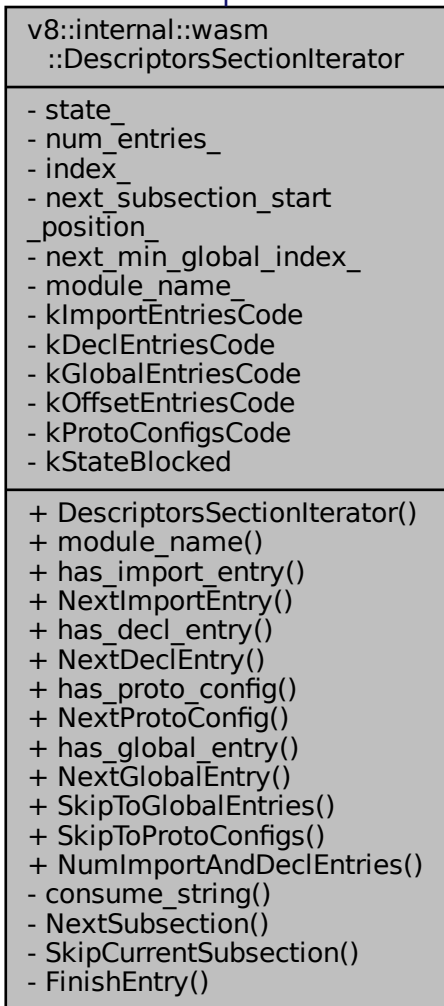 v8::internal::wasm
::DescriptorsSectionIterator
- state_
- num_entries_
- index_
- next_subsection_start
_position_
- next_min_global_index_
- module_name_
- kImportEntriesCode
- kDeclEntriesCode
- kGlobalEntriesCode
- kOffsetEntriesCode
- kProtoConfigsCode
- kStateBlocked
+ DescriptorsSectionIterator()
+ module_name()
+ has_import_entry()
+ NextImportEntry()
+ has_decl_entry()
+ NextDeclEntry()
+ has_proto_config()
+ NextProtoConfig()
+ has_global_entry()
+ NextGlobalEntry()
+ SkipToGlobalEntries()
+ SkipToProtoConfigs()
+ NumImportAndDeclEntries()
- consume_string()
- NextSubsection()
- SkipCurrentSubsection()
- FinishEntry()